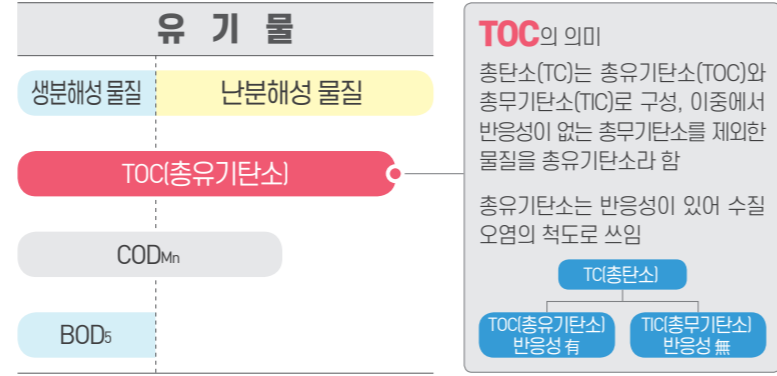 유 기 물
생분해성 물질
난분해성 물질
TOC(총유기탄소)
CODMn
BOD5
TOC의 의미
총탄소(TC)는 총유기탄소(TOC)와
총무기탄소(TIC)로 구성, 이중에서
반응성이 없는 총무기탄소를 제외한
물질을 총유기탄소라 함
총유기탄소는 반응성이 있어 수질
오염의 척도로 쓰임
TC(총탄소)
TOC(총유기탄소)
반응성 有
TIC(총무기탄소)
반응성 無